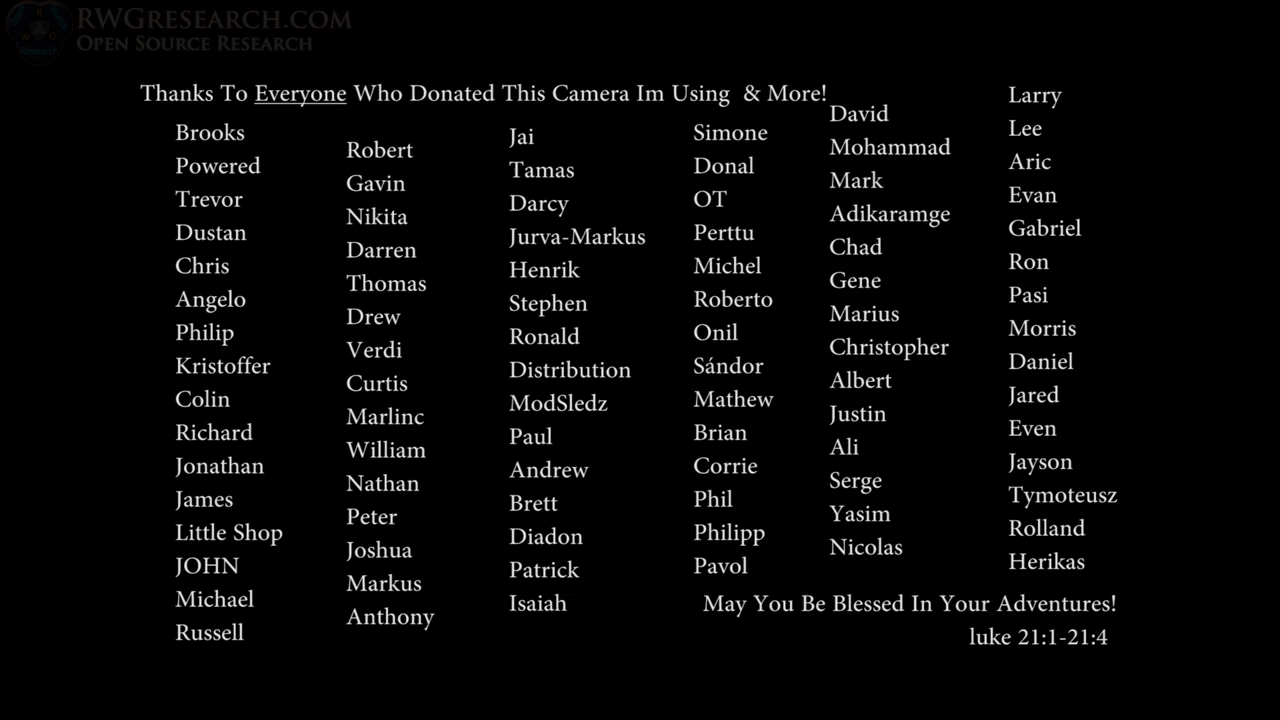 RWGRESEARCH.COM
OPEN SOURCE RESEARCH
Thanks To Everyone Who Donated This Camera Im Using & More!
Brooks
Powered
Trevor
Dustan
Chris
Angelo
Philip
Kristoffer
Colin
Richard
Jonathan
James
Little Shop
JOHN
Michael
Russell
Robert
Gavin
Nikita
Darren
Thomas
Drew
Verdi
Curtis
Marlinc
William
Nathan
Peter
Joshua
Markus
Anthony
Jai
Tamas
Darcy
Jurva-Markus
Henrik
Stephen
Ronald
Distribution
ModSledz
Paul
Andrew
Brett
Diadon
Patrick
Isaiah
Simone
Donal
OT
Perttu
Michel
Roberto
Onil
Sándor
Mathew
Brian
Corrie
Phil
Philipp
Pavol
David
Mohammad
Mark
Adikaramge
Chad
Gene
Marius
Christopher
Albert
Justin
Ali
Serge
Yasim
Nicolas
Larry
Lee
Aric
Evan
Gabriel
Ron
Pasi
Morris
Daniel
Jared
Even
Jayson
Tymoteusz
Rolland
Herikas
May You Be Blessed In Your Adventures!
luke 21:1-21:4